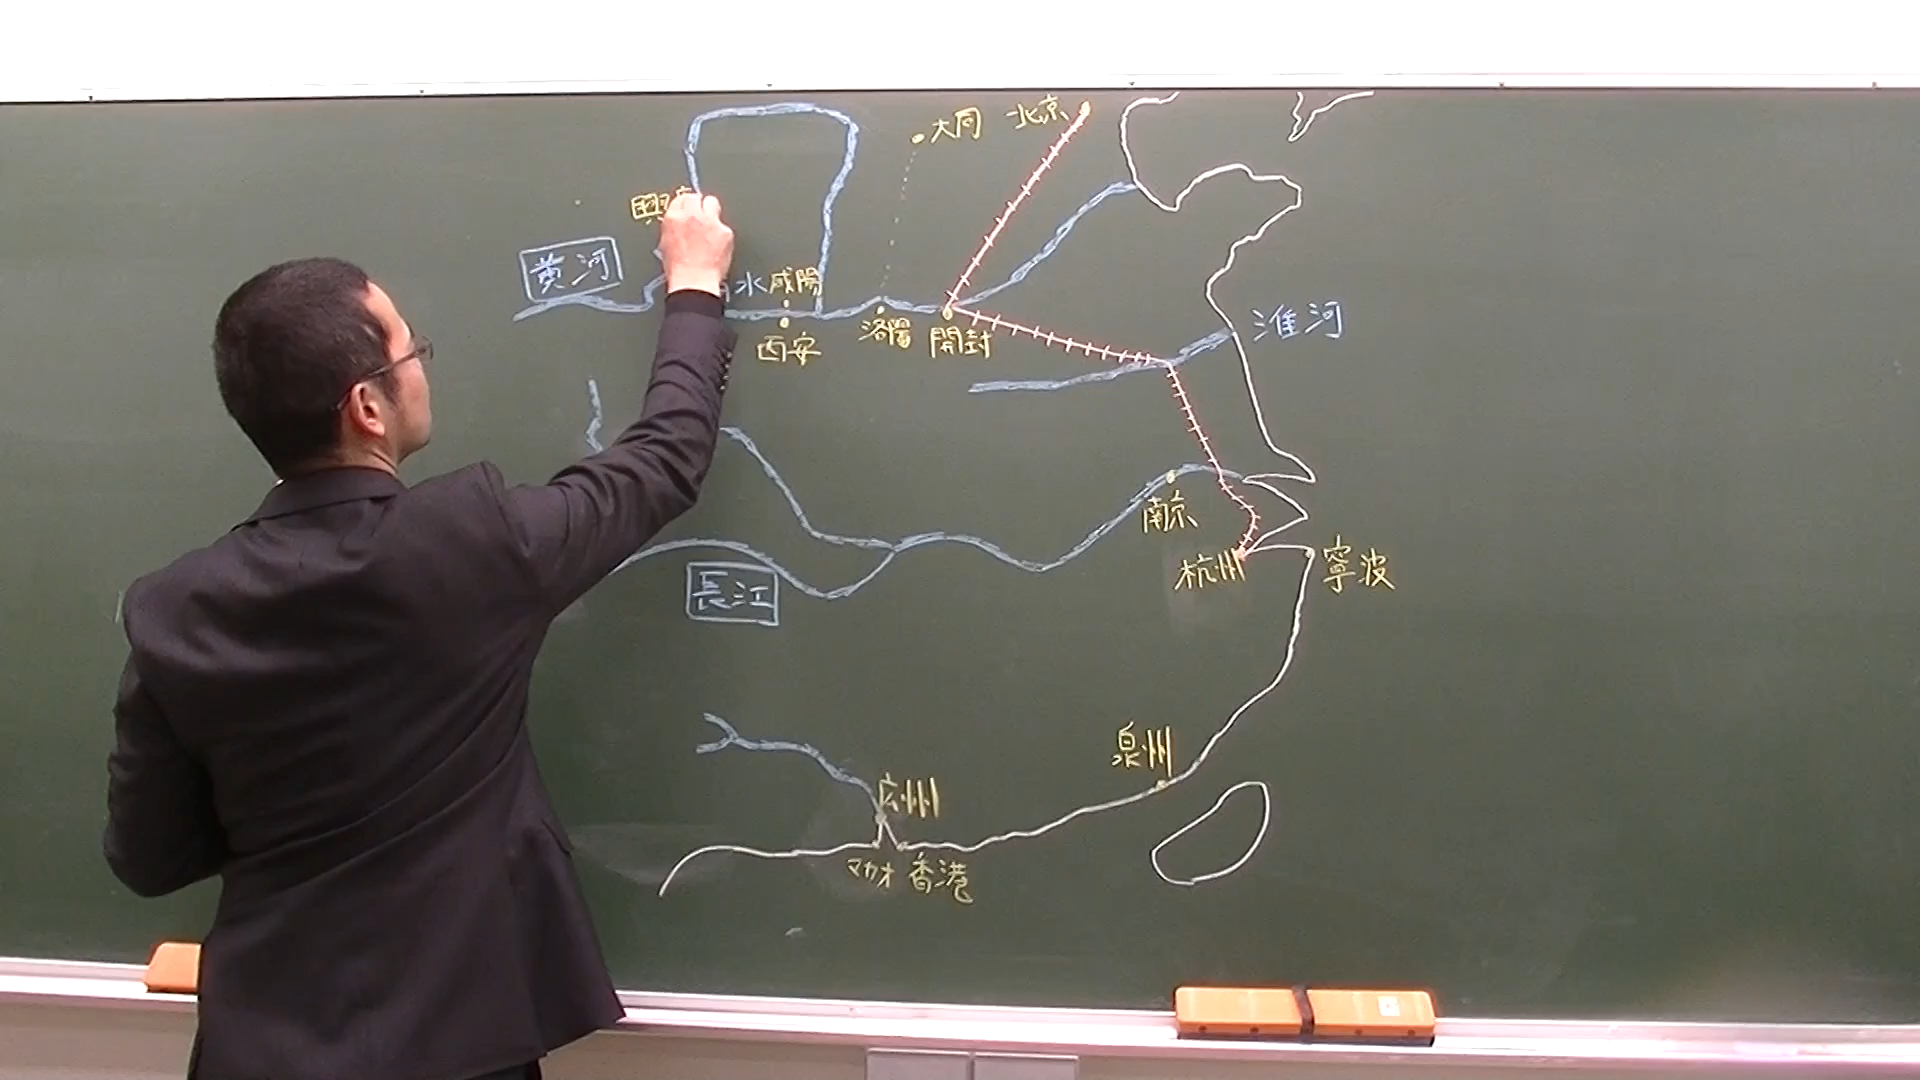 大同
北京
興
黄河
水
咸陽
西安
洛陽
開封
淮河
南京
杭州
寧波
長江
泉州
広州
マカオ
香港